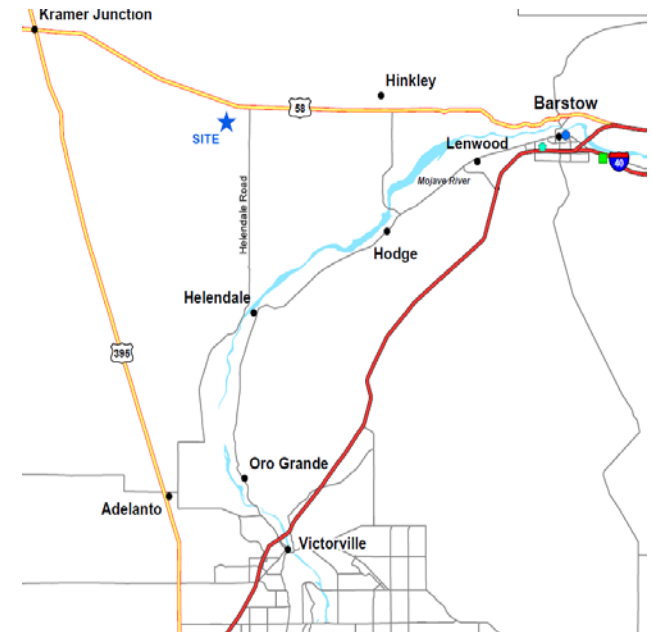 Kramer Junction
Hinkley
58
Barstow
SITE
Lenwood
40
Mojave River
Helendale Road
Hodge
Helendale
395
Oro Grande
Adelanto
Victorville